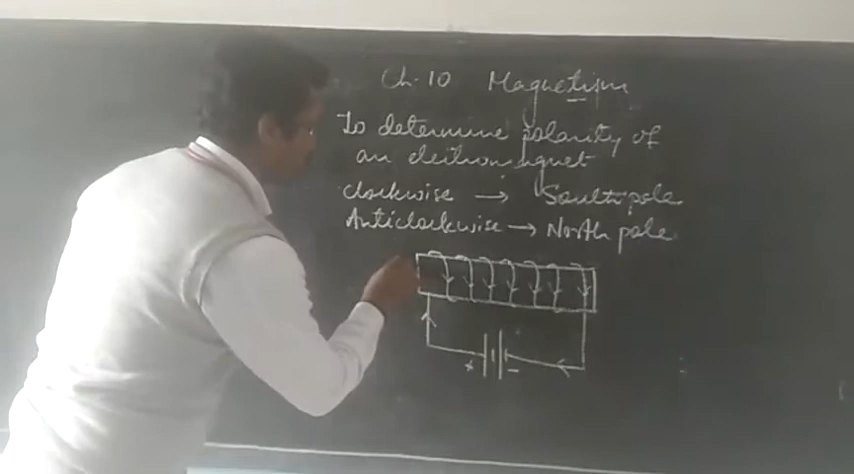 Ch. 10 Magnetism
To determine polarity of
an electromagnet
Clockwise → South pole
Anticlockwise → North pole
+ -